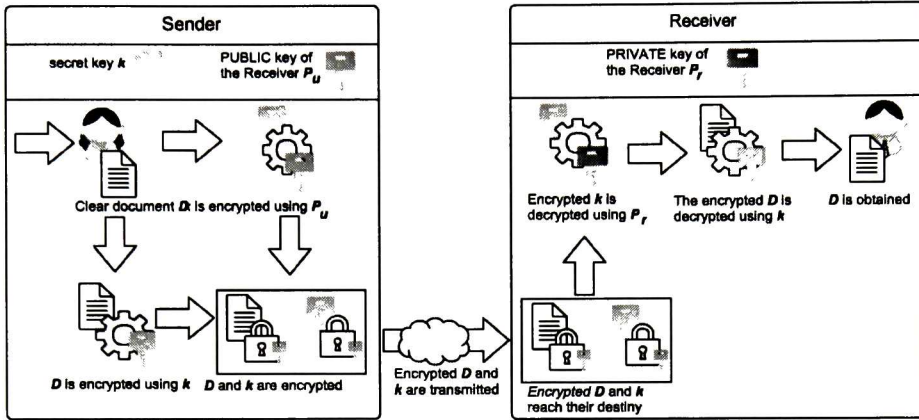 Sender
secret key k
PUBLIC key of
the Receiver Pu
Clear document D
k is encrypted using Pu
D is encrypted using k
D and k are encrypted
Encrypted D and
k are transmitted
Receiver
PRIVATE key of
the Receiver Pr
Encrypted k is
decrypted using Pr
The encrypted D is
decrypted using k
D is obtained
Encrypted D and k
reach their destiny